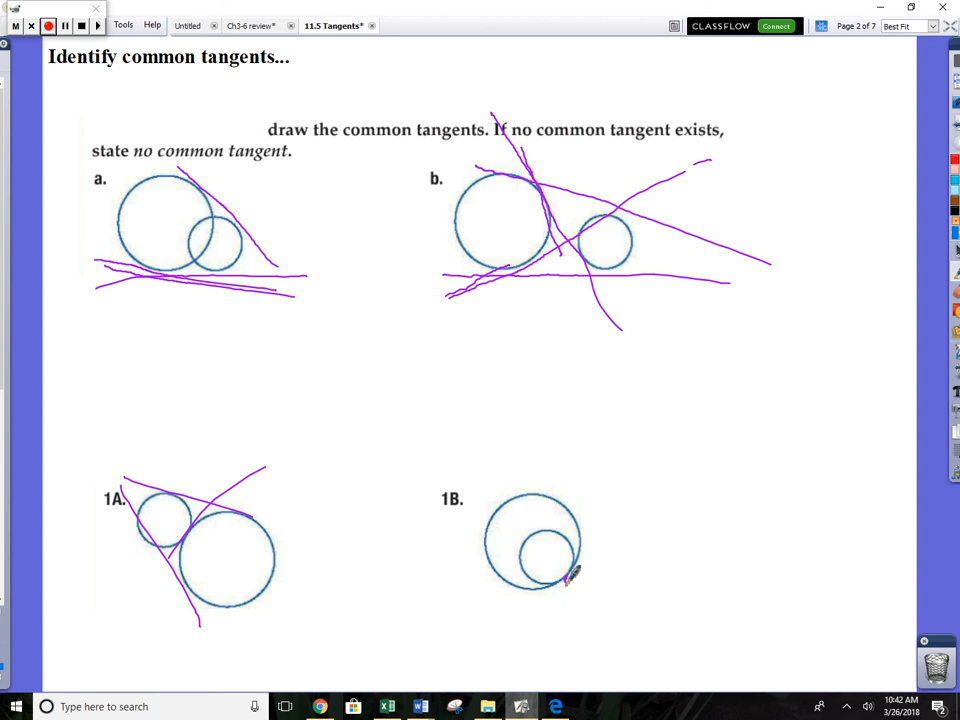 M
Tools
Help
Untitled
Ch3-6 review*
11.5 Tangents*
CLASSFLOW
Connect
Page 2 of 7
Best Fit
Identify common tangents...
draw the common tangents. If no common tangent exists,
state no common tangent.
a.
b.
1A.
1B.
Type here to search
10:42 AM
3/26/2018
2